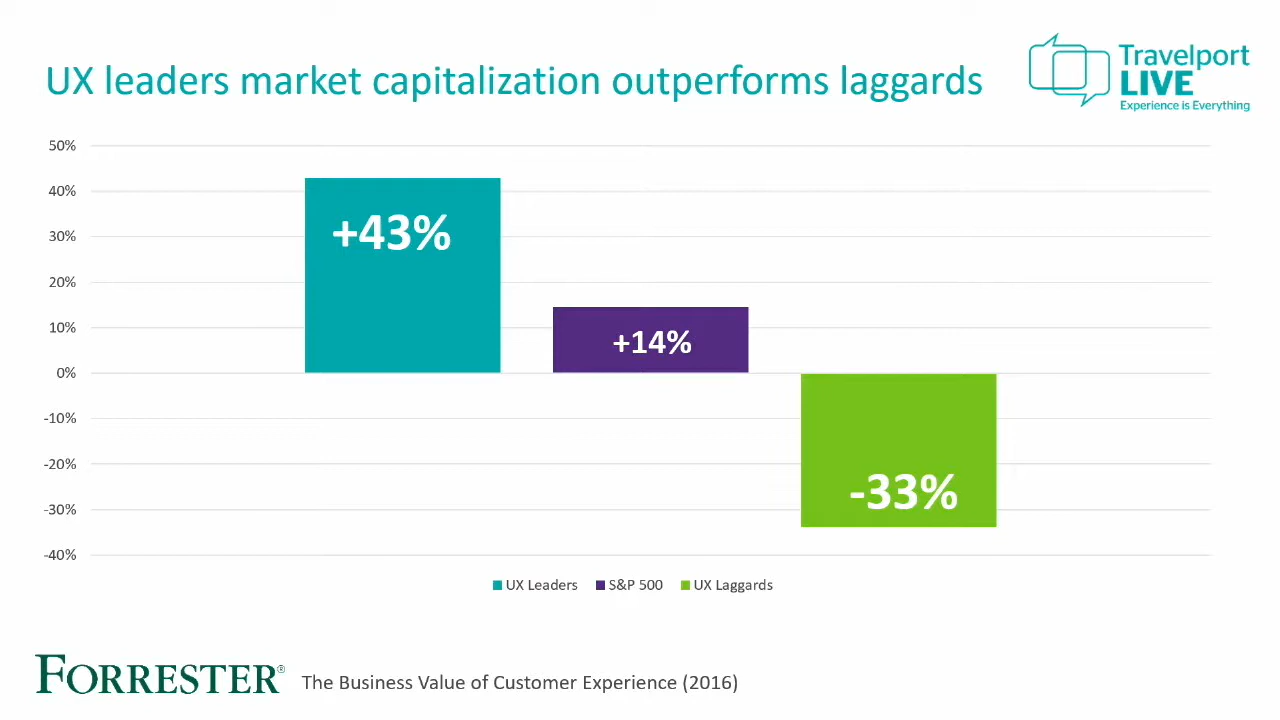 UX leaders market capitalization outperforms laggards
Travelport
LIVE
Experience is Everything
50%
40%
30%
20%
10%
0%
-10%
-20%
-30%
-40%
+43%
+14%
-33%
UX Leaders S&P 500 UX Laggards
FORRESTER® The Business Value of Customer Experience (2016)